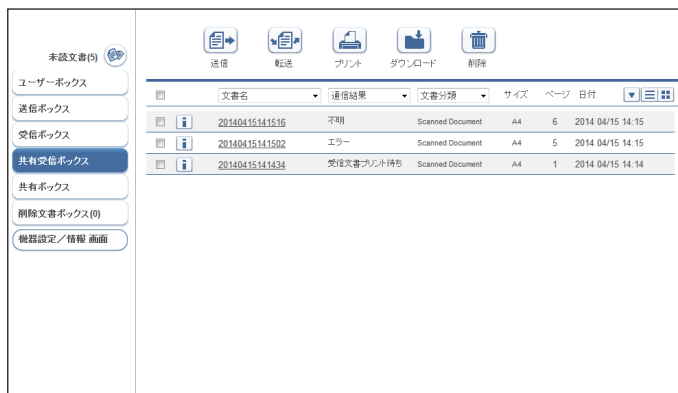 未読文書(5)
送信 転送 プリント ダウンロード 削除
ユーザーボックス
送信ボックス
受信ボックス
共有受信ボックス
共有ボックス
削除文書ボックス(0)
機器設定／情報 画面
文書名 通信結果 文書分類 サイズ ページ 日付
20140415141516 不明 Scanned Document A4 6 2014 04/15 14:15
20140415141502 エラー Scanned Document A4 5 2014 04/15 14:15
20140415141434 受信文書プリント待ち Scanned Document A4 1 2014 04/15 14:14